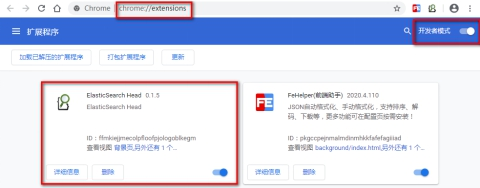 Chrome | chrome://extensions
扩展程序
开发者模式
加载已解压的扩展程序
打包扩展程序
更新
ElasticSearch Head 0.1.5
ElasticSearch Head
ID：ffmkiejjmecolpfloofpjologoblkegm
查看视图 背景页,另外还有 1 个...
详细信息
删除
FE
FeHelper(前端助手) 2020.4.110
JSON自动格式化、手动格式化，支持排序、解
码、下载等，更多功能可在配置页按需安装！
ID：pkgccpejnmalmdinmhkkfafefagiiiad
查看视图 background/index.html,另外还有 1 个...
详细信息
删除